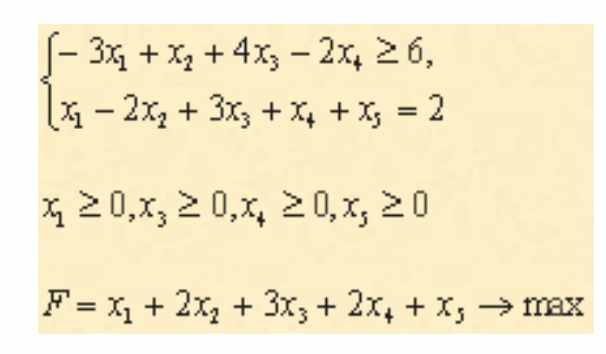 {− 3x₁ + x₂ + 4x₃ − 2x₄ ≥ 6,
x₁ − 2x₂ + 3x₃ + x₄ + x₅ = 2
x₁ ≥ 0, x₃ ≥ 0, x₄ ≥ 0, x₅ ≥ 0
F = x₁ + 2x₂ + 3x₃ + 2x₄ + x₅ → max